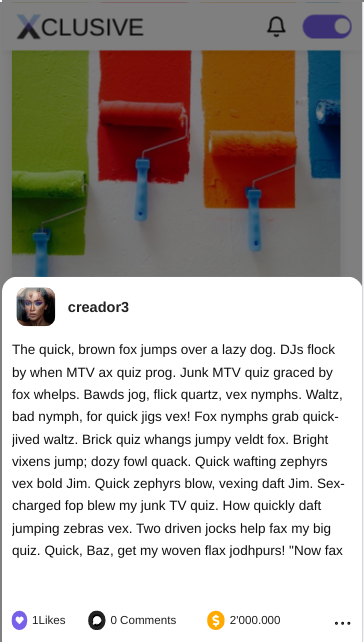 XCLUSIVE
creador3
The quick, brown fox jumps over a lazy dog. DJs flock
by when MTV ax quiz prog. Junk MTV quiz graced by
fox whelps. Bawds jog, flick quartz, vex nymphs. Waltz,
bad nymph, for quick jigs vex! Fox nymphs grab quick-
jived waltz. Brick quiz whangs jumpy veldt fox. Bright
vixens jump; dozy fowl quack. Quick wafting zephyrs
vex bold Jim. Quick zephyrs blow, vexing daft Jim. Sex-
charged fop blew my junk TV quiz. How quickly daft
jumping zebras vex. Two driven jocks help fax my big
quiz. Quick, Baz, get my woven flax jodhpurs! "Now fax
1Likes 0 Comments $ 2'000.000